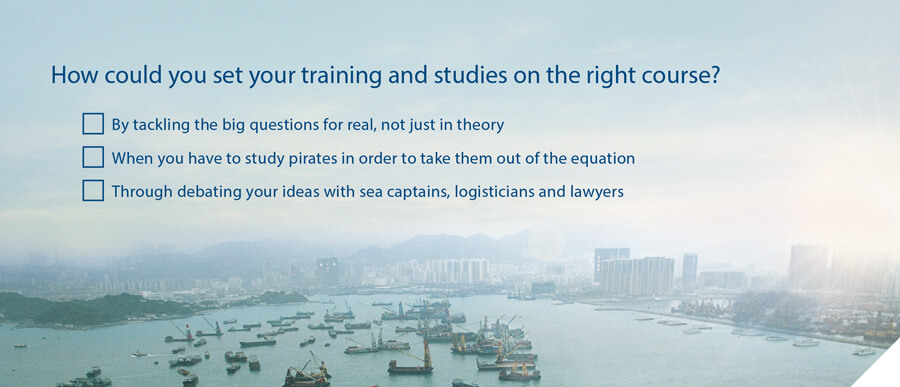 How could you set your training and studies on the right course?
By tackling the big questions for real, not just in theory
When you have to study pirates in order to take them out of the equation
Through debating your ideas with sea captains, logisticians and lawyers